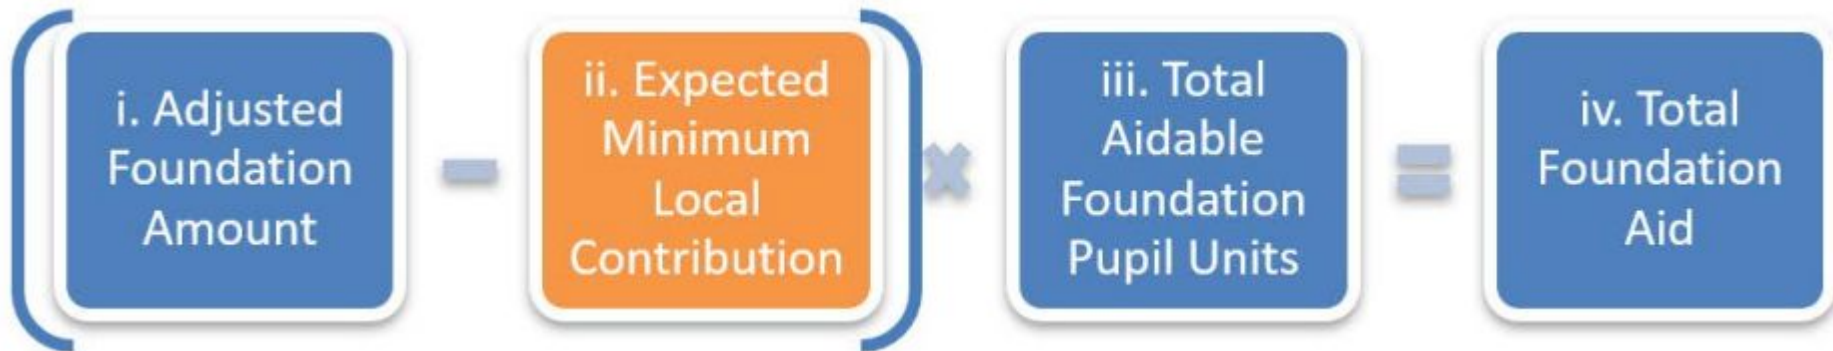 i. Adjusted
Foundation
Amount
ii. Expected
Minimum
Local
Contribution
iii. Total
Aidable
Foundation
Pupil Units
iv. Total
Foundation
Aid